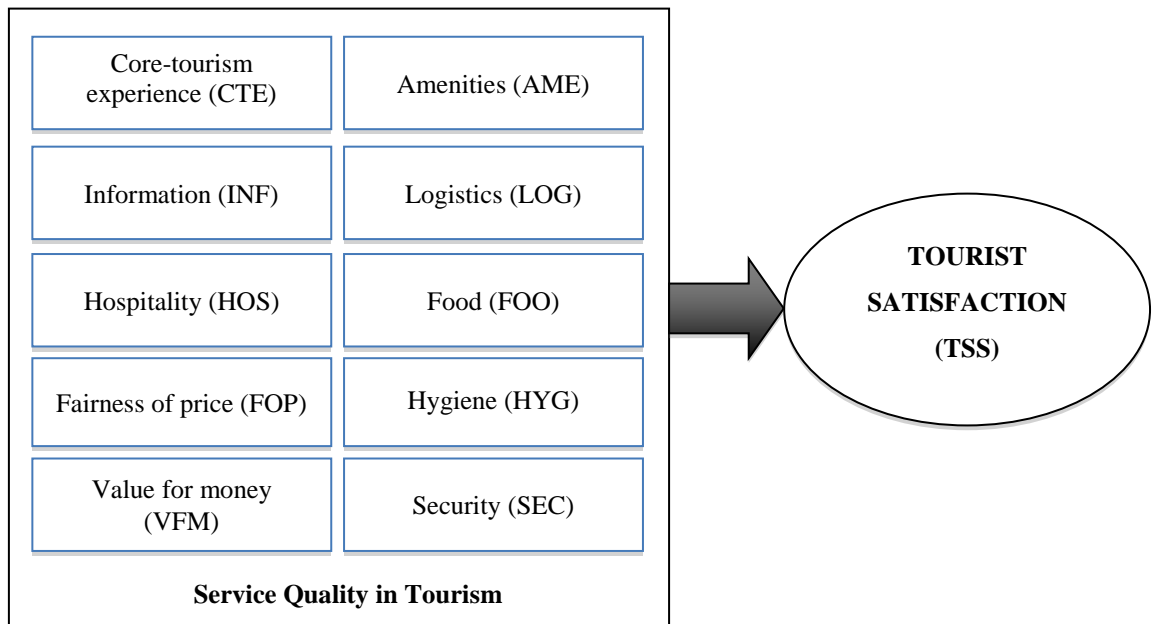 Core-tourism
experience (CTE)
Amenities (AME)
Information (INF)
Logistics (LOG)
Hospitality (HOS)
Food (FOO)
Fairness of price (FOP)
Hygiene (HYG)
Value for money
(VFM)
Security (SEC)
Service Quality in Tourism
TOURIST
SATISFACTION
(TSS)